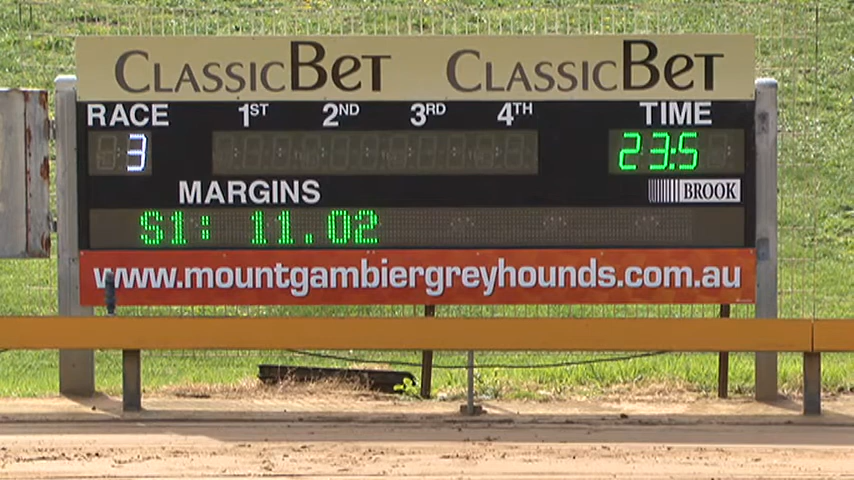 CLASSICBET CLASSICBET
RACE 1ST 2ND 3RD 4TH TIME
3 23:5
MARGINS BROOK
S1: 11.02
www.mountgambiergreyhounds.com.au